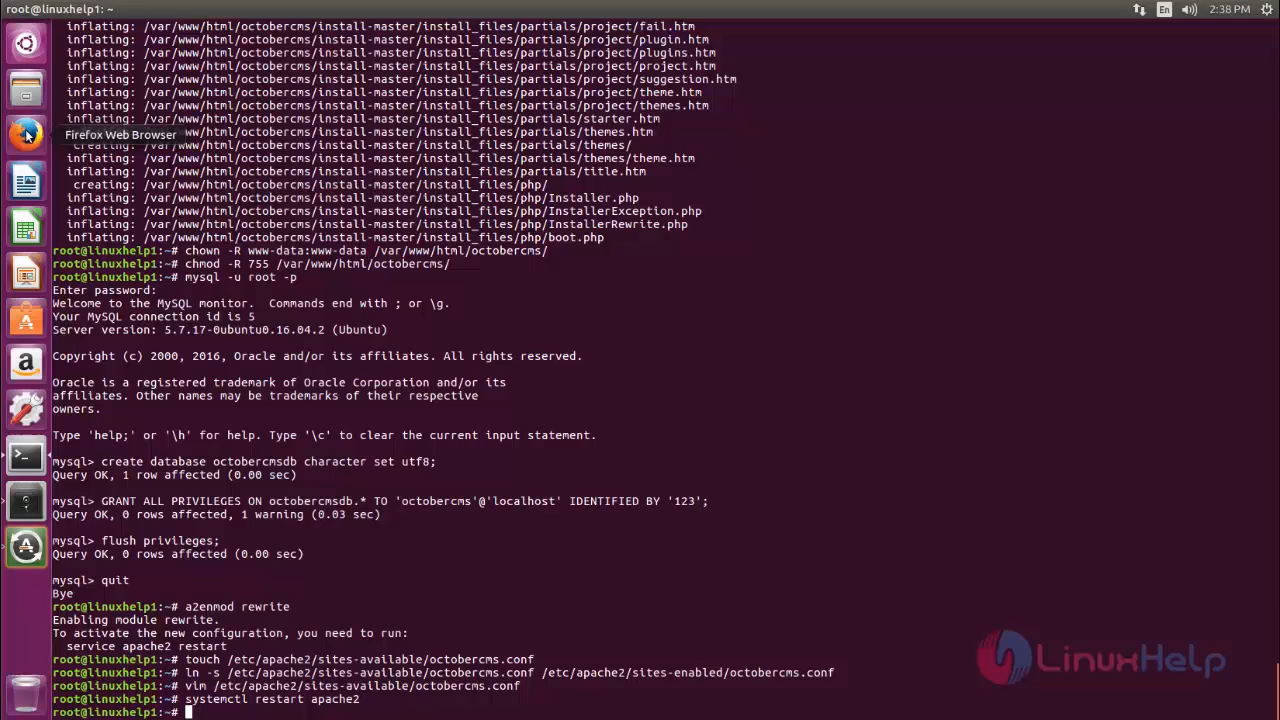 root@linuxhelp1: ~
En
2:38 PM
inflating: /var/www/html/octobercms/install-master/install_files/partials/project/fail.htm
inflating: /var/www/html/octobercms/install-master/install_files/partials/project/plugin.htm
inflating: /var/www/html/octobercms/install-master/install_files/partials/project/plugins.htm
inflating: /var/www/html/octobercms/install-master/install_files/partials/project/project.htm
inflating: /var/www/html/octobercms/install-master/install_files/partials/project/suggestion.htm
inflating: /var/www/html/octobercms/install-master/install_files/partials/project/theme.htm
inflating: /var/www/html/octobercms/install-master/install_files/partials/project/themes.htm
inflating: /var/www/html/octobercms/install-master/install_files/partials/starter.htm
Firefox Web Browser
/var/www/html/octobercms/install-master/install_files/partials/themes.htm
creating: /var/www/html/octobercms/install-master/install_files/partials/themes/
inflating: /var/www/html/octobercms/install-master/install_files/partials/themes/theme.htm
inflating: /var/www/html/octobercms/install-master/install_files/partials/title.htm
creating: /var/www/html/octobercms/install-master/install_files/php/
inflating: /var/www/html/octobercms/install-master/install_files/php/Installer.php
inflating: /var/www/html/octobercms/install-master/install_files/php/InstallerException.php
inflating: /var/www/html/octobercms/install-master/install_files/php/InstallerRewrite.php
inflating: /var/www/html/octobercms/install-master/install_files/php/boot.php
root@linuxhelp1:~# chown -R www-data:www-data /var/www/html/octobercms/
root@linuxhelp1:~# chmod -R 755 /var/www/html/octobercms/
root@linuxhelp1:~# mysql -u root -p
Enter password:
Welcome to the MySQL monitor.  Commands end with ; or \g.
Your MySQL connection id is 5
Server version: 5.7.17-0ubuntu0.16.04.2 (Ubuntu)
Copyright (c) 2000, 2016, Oracle and/or its affiliates. All rights reserved.
Oracle is a registered trademark of Oracle Corporation and/or its
affiliates. Other names may be trademarks of their respective
owners.
Type 'help;' or '\h' for help. Type '\c' to clear the current input statement.
mysql> create database octobercmsdb character set utf8;
Query OK, 1 row affected (0.00 sec)
mysql> GRANT ALL PRIVILEGES ON octobercmsdb.* TO 'octobercms'@'localhost' IDENTIFIED BY '123';
Query OK, 0 rows affected, 1 warning (0.03 sec)
mysql> flush privileges;
Query OK, 0 rows affected (0.00 sec)
mysql> quit
Bye
root@linuxhelp1:~# a2enmod rewrite
Enabling module rewrite.
To activate the new configuration, you need to run:
service apache2 restart
root@linuxhelp1:~# touch /etc/apache2/sites-available/octobercms.conf
root@linuxhelp1:~# ln -s /etc/apache2/sites-available/octobercms.conf /etc/apache2/sites-enabled/octobercms.conf
root@linuxhelp1:~# vim /etc/apache2/sites-available/octobercms.conf
root@linuxhelp1:~# systemctl restart apache2
root@linuxhelp1:~#
LinuxHelp